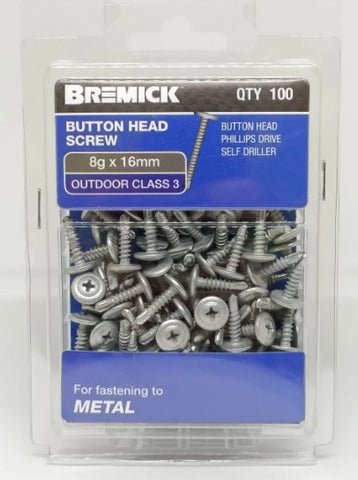 BREMICK
QTY 100
BUTTON HEAD
SCREW
8g x 16mm
OUTDOOR CLASS 3
BUTTON HEAD
PHILLIPS DRIVE
SELF DRILLER
For fastening to
METAL